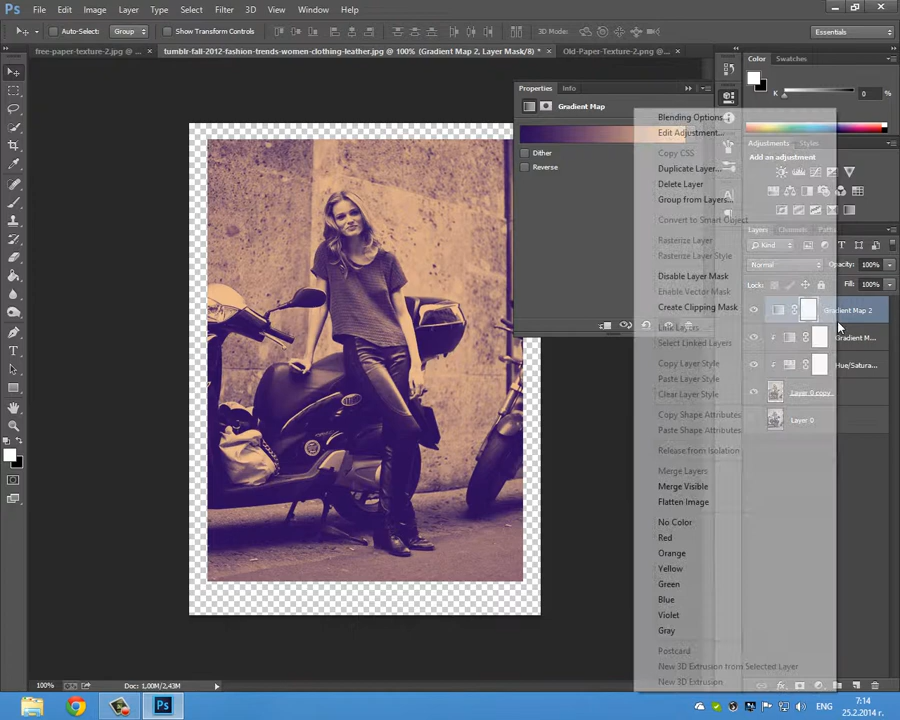 Ps File Edit Image Layer Type Select Filter 3D View Window Help
Auto-Select: Group Show Transform Controls 3D Mode: Essentials
free-paper-texture-2.jpg @ 100% tumblr-fall-2012-fashion-trends-women-clothing-leather.jpg @ 100% (Gradient Map 2, Layer Mask/8) * Old-Paper-Texture-2.png @ 100%
Color Swatches
K 0 %
Properties Info
Gradient Map
Dither
Reverse
Adjustments Styles
Add an adjustment
Layers Channels Paths
Kind
Normal Opacity: 100%
Lock: Fill: 100%
Gradient Map 2
Gradient M...
Hue/Satura...
Layer 0 copy
Layer 0
Blending Options...
Edit Adjustment...
Copy CSS
Duplicate Layer...
Delete Layer
Group from Layers...
Convert to Smart Object
Rasterize Layer
Rasterize Layer Style
Disable Layer Mask
Enable Vector Mask
Create Clipping Mask
Link Layers
Select Linked Layers
Copy Layer Style
Paste Layer Style
Clear Layer Style
Copy Shape Attributes
Paste Shape Attributes
Release from Isolation
Merge Layers
Merge Visible
Flatten Image
No Color
Red
Orange
Yellow
Green
Blue
Violet
Gray
Postcard
New 3D Extrusion from Selected Layer
New 3D Extrusion
100% Doc: 1,00M/2,43M
Ps ENG 7:14
25.2.2014 г.